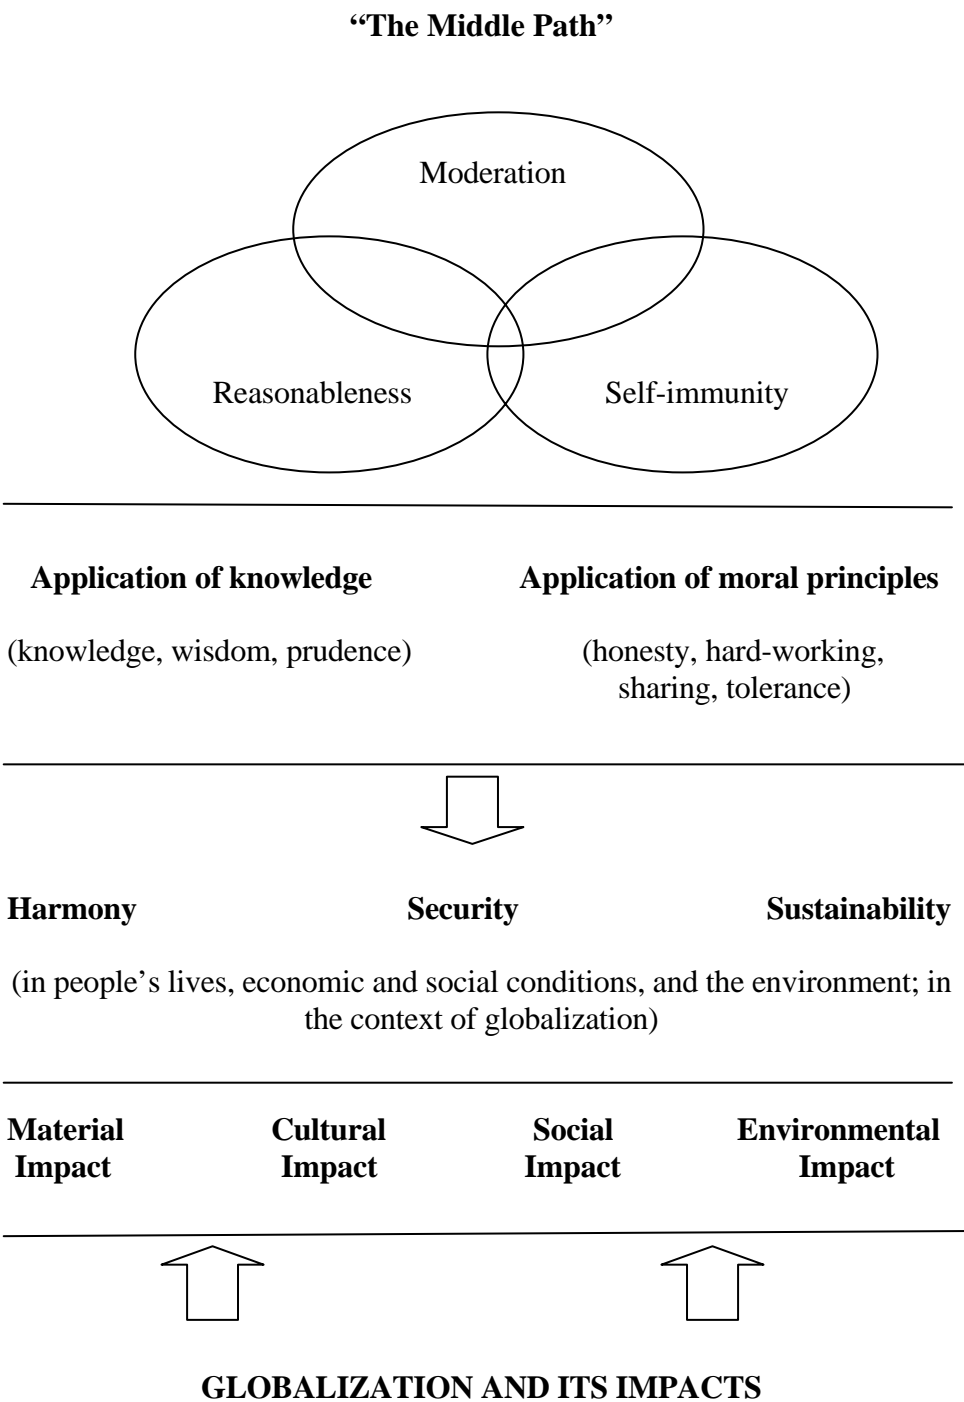 “The Middle Path”
Moderation
Reasonableness
Self-immunity
Application of knowledge
(knowledge, wisdom, prudence)
Application of moral principles
(honesty, hard-working,
sharing, tolerance)
Harmony
Security
Sustainability
(in people’s lives, economic and social conditions, and the environment; in
the context of globalization)
Material
Impact
Cultural
Impact
Social
Impact
Environmental
Impact
GLOBALIZATION AND ITS IMPACTS